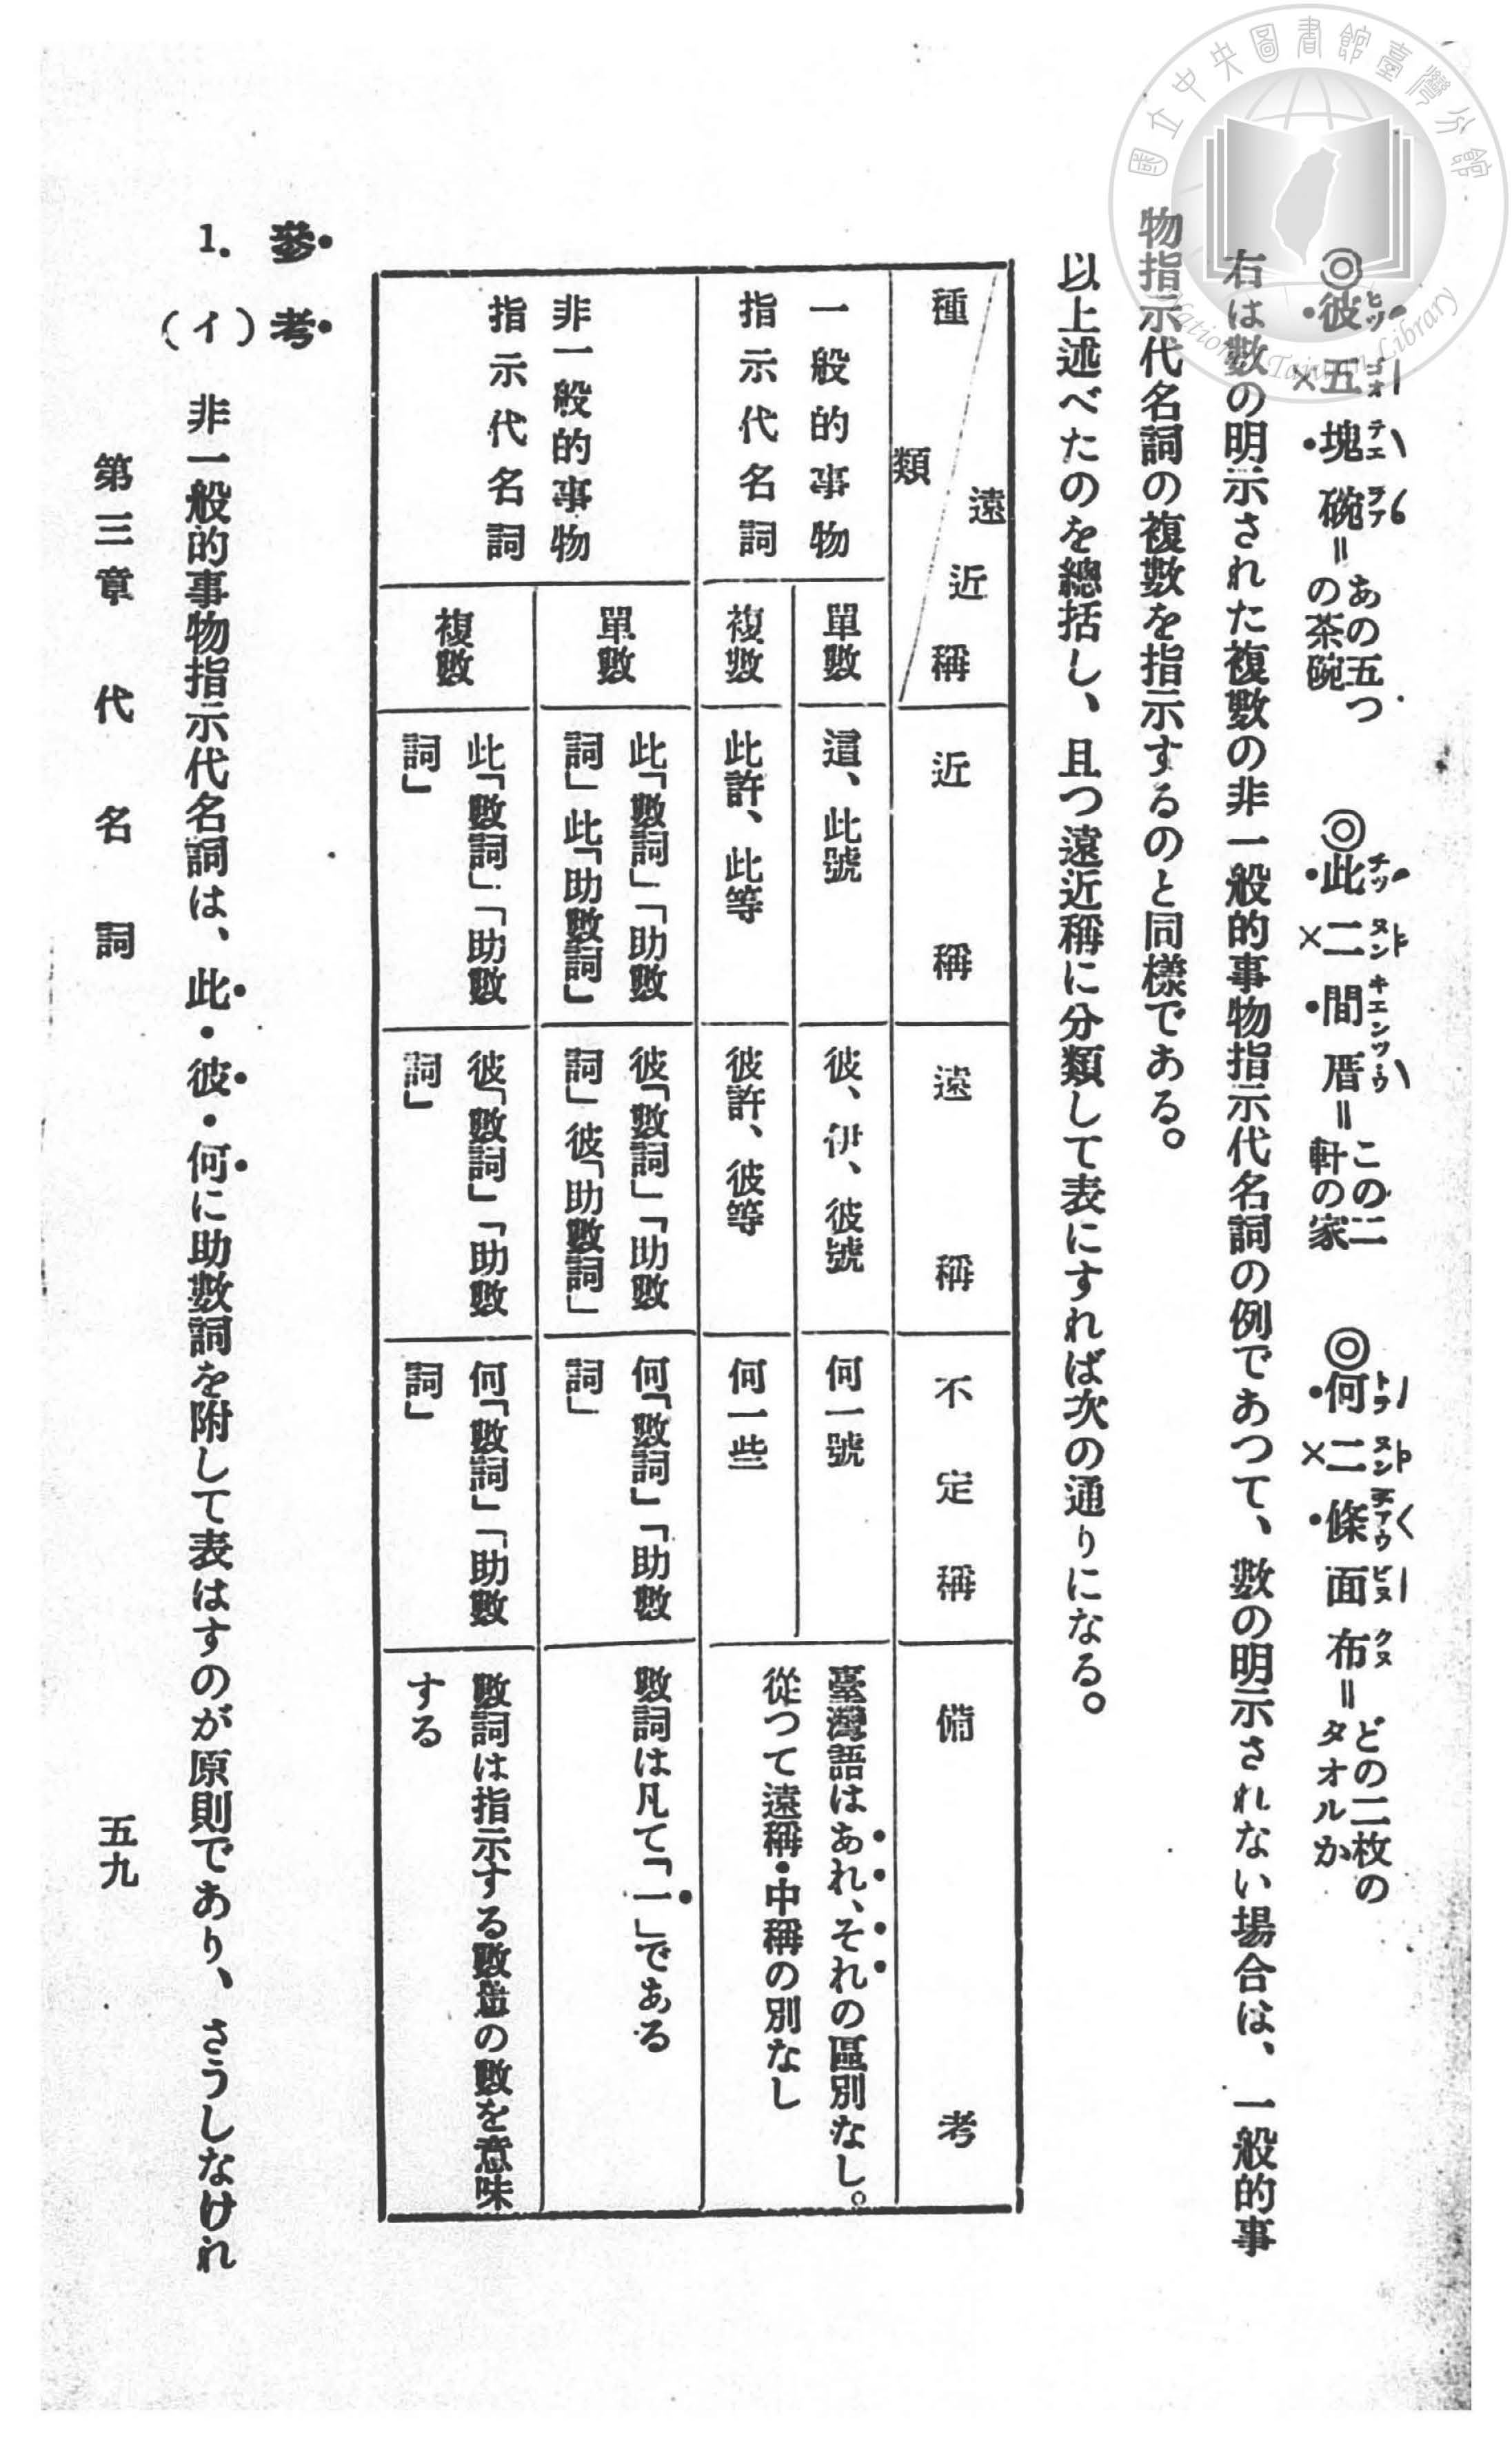 國立中央圖書館臺灣分館
National Taiwan Library
◎彼五塊碗＝あの五つの茶碗　◎此二間厝＝この二軒の家　◎何二條面布＝どの二枚のタオルか
右は數の明示された複數の非一般的事物指示代名詞の例であつて、數の明示されない場合は、一般的事
物指示代名詞の複數を指示するのと同樣である。
以上述べたのを總括し、且つ遠近稱に分類して表にすれば次の通りになる。
種類　遠近稱　近稱　遠稱　不定稱　備考
一般的事物
指示代名詞
單數　這、此號　彼、伊、彼號　何一號
複數　此許、此等　彼許、彼等　何一些
臺灣語はあれ、それの區別なし。
從つて遠稱・中稱の別なし
非一般的事物
指示代名詞
單數
此「數詞」「助數
詞」此「助數詞」
彼「數詞」「助數
詞」彼「助數詞」
何「數詞」「助數
詞」
數詞は凡て「一」である
複數
此「數詞」「助數
詞」
彼「數詞」「助數
詞」
何「數詞」「助數
詞」
數詞は指示する數量の數を意味
する
參考
1.（イ）　非一般的事物指示代名詞は、此・彼・何に助數詞を附して表はすのが原則であり、さうしなけれ
第三章　代名詞　五九